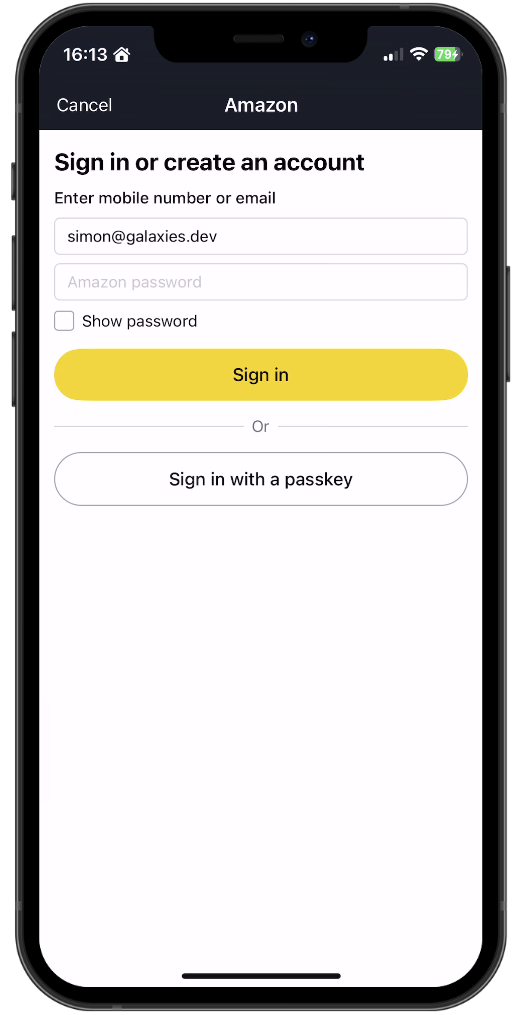 16:13
79
Cancel
Amazon
Sign in or create an account
Enter mobile number or email
simon@galaxies.dev
Amazon password
Show password
Sign in
Or
Sign in with a passkey